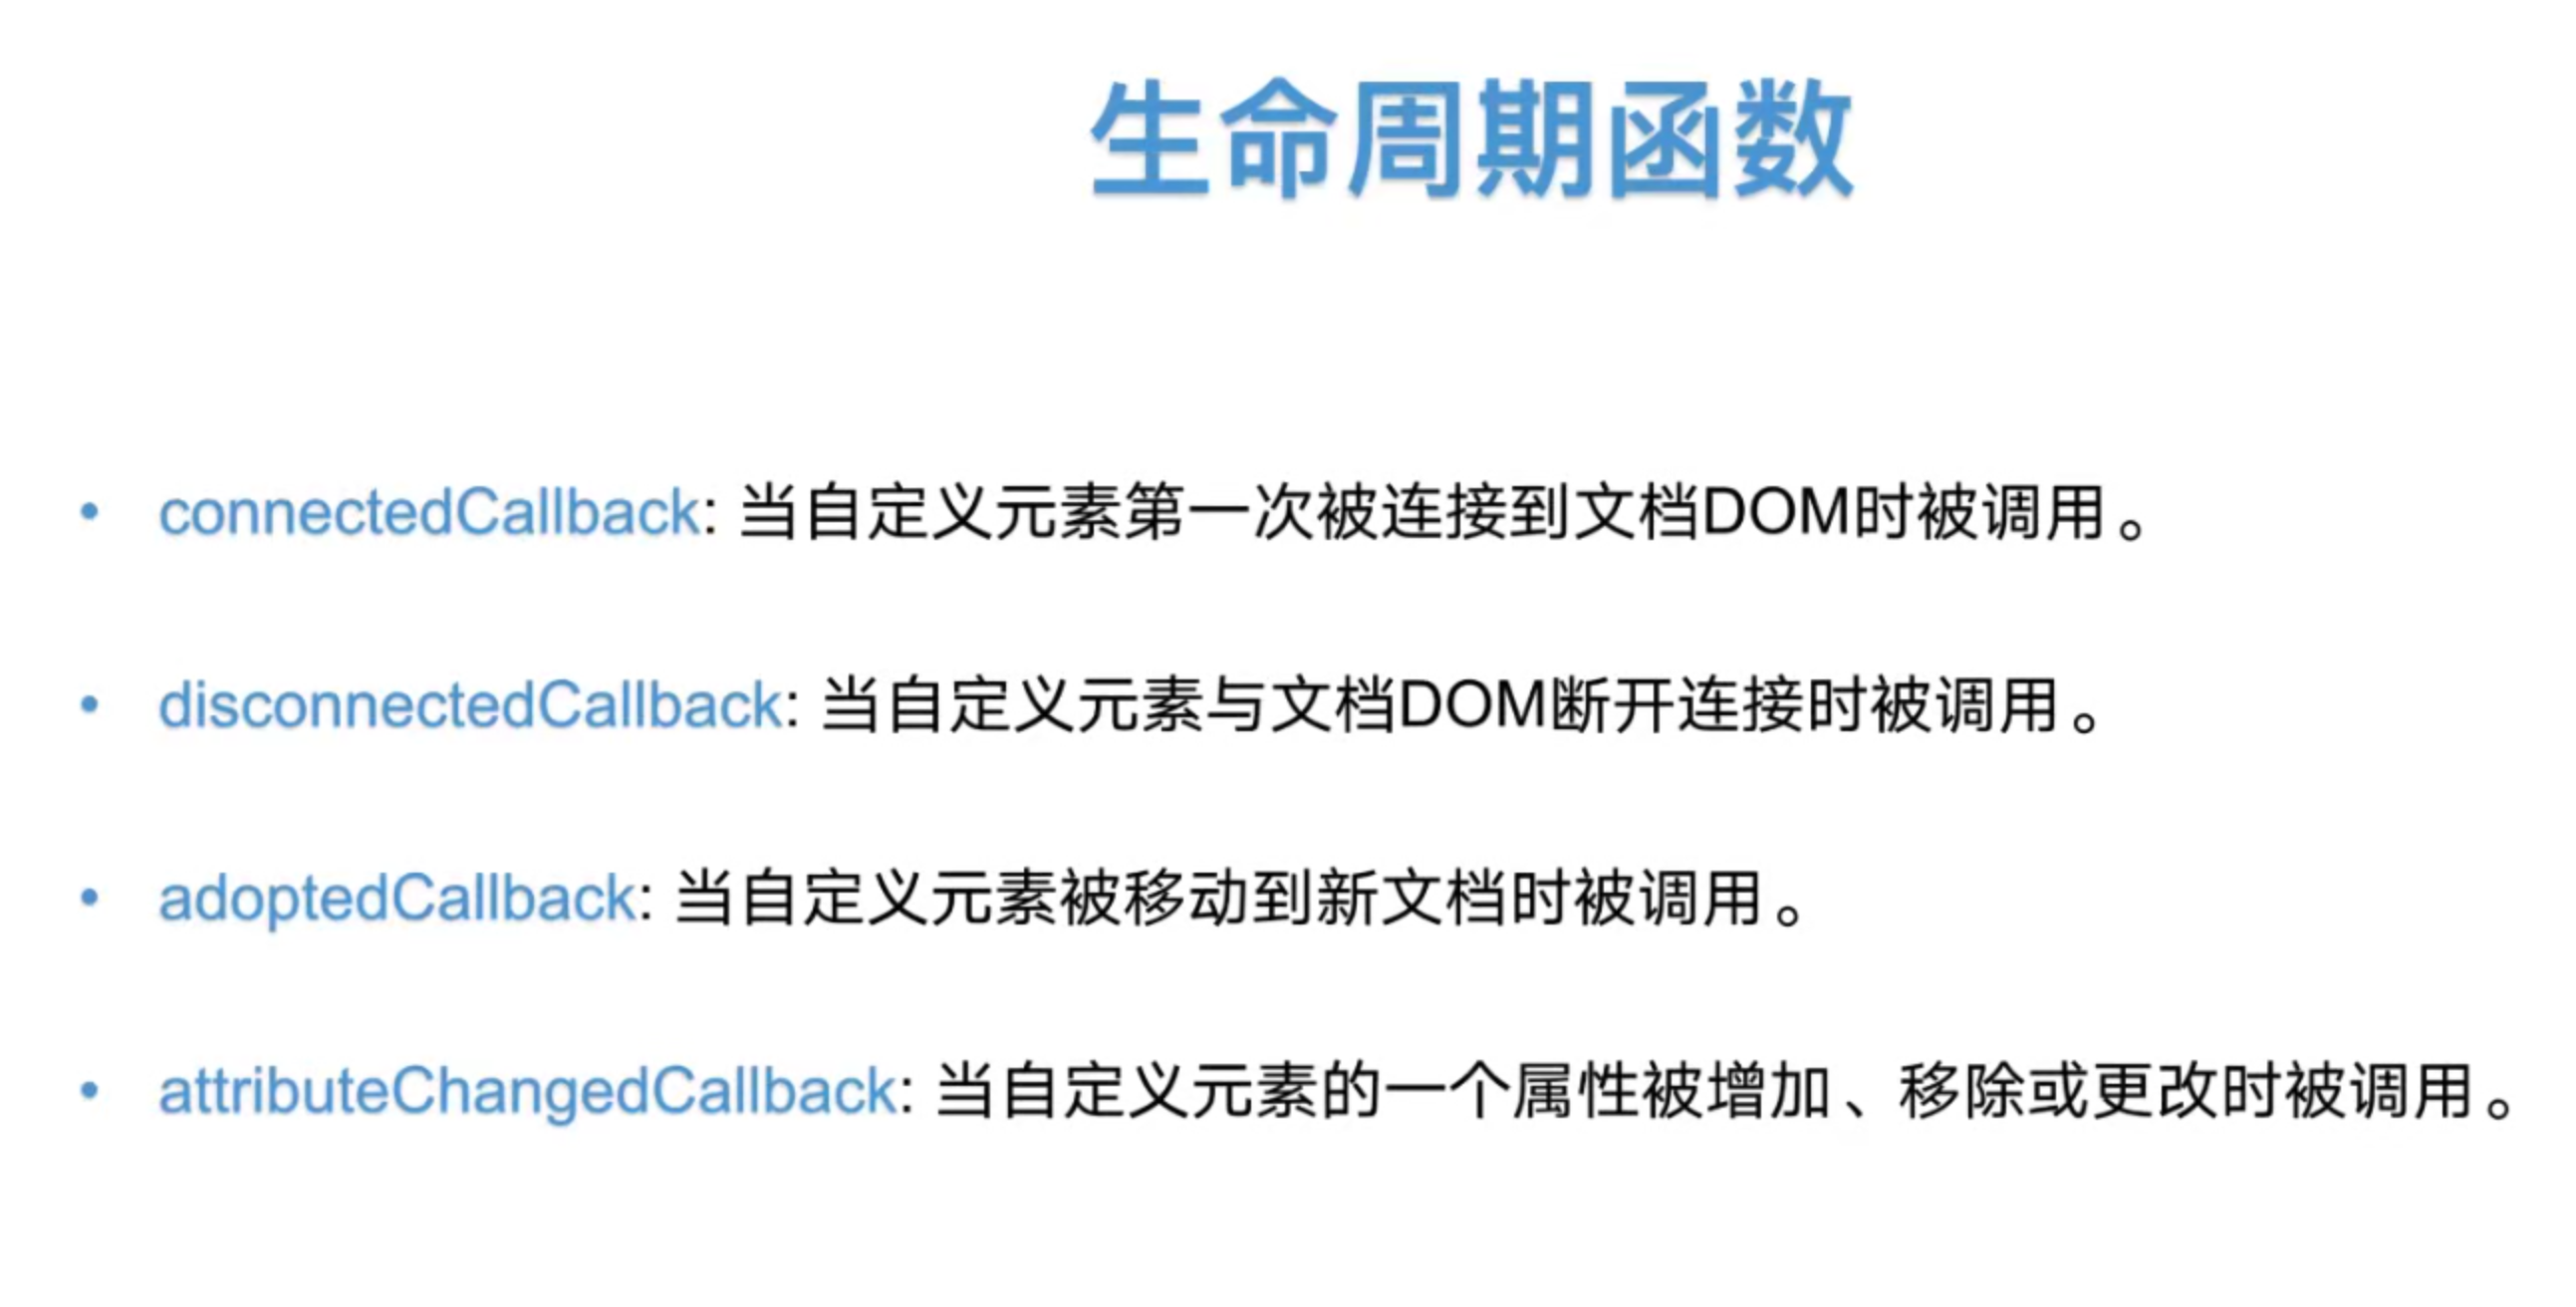 生命周期函数
• connectedCallback: 当自定义元素第一次被连接到文档DOM时被调用。
• disconnectedCallback: 当自定义元素与文档DOM断开连接时被调用。
• adoptedCallback: 当自定义元素被移动到新文档时被调用。
• attributeChangedCallback: 当自定义元素的一个属性被增加、移除或更改时被调用。